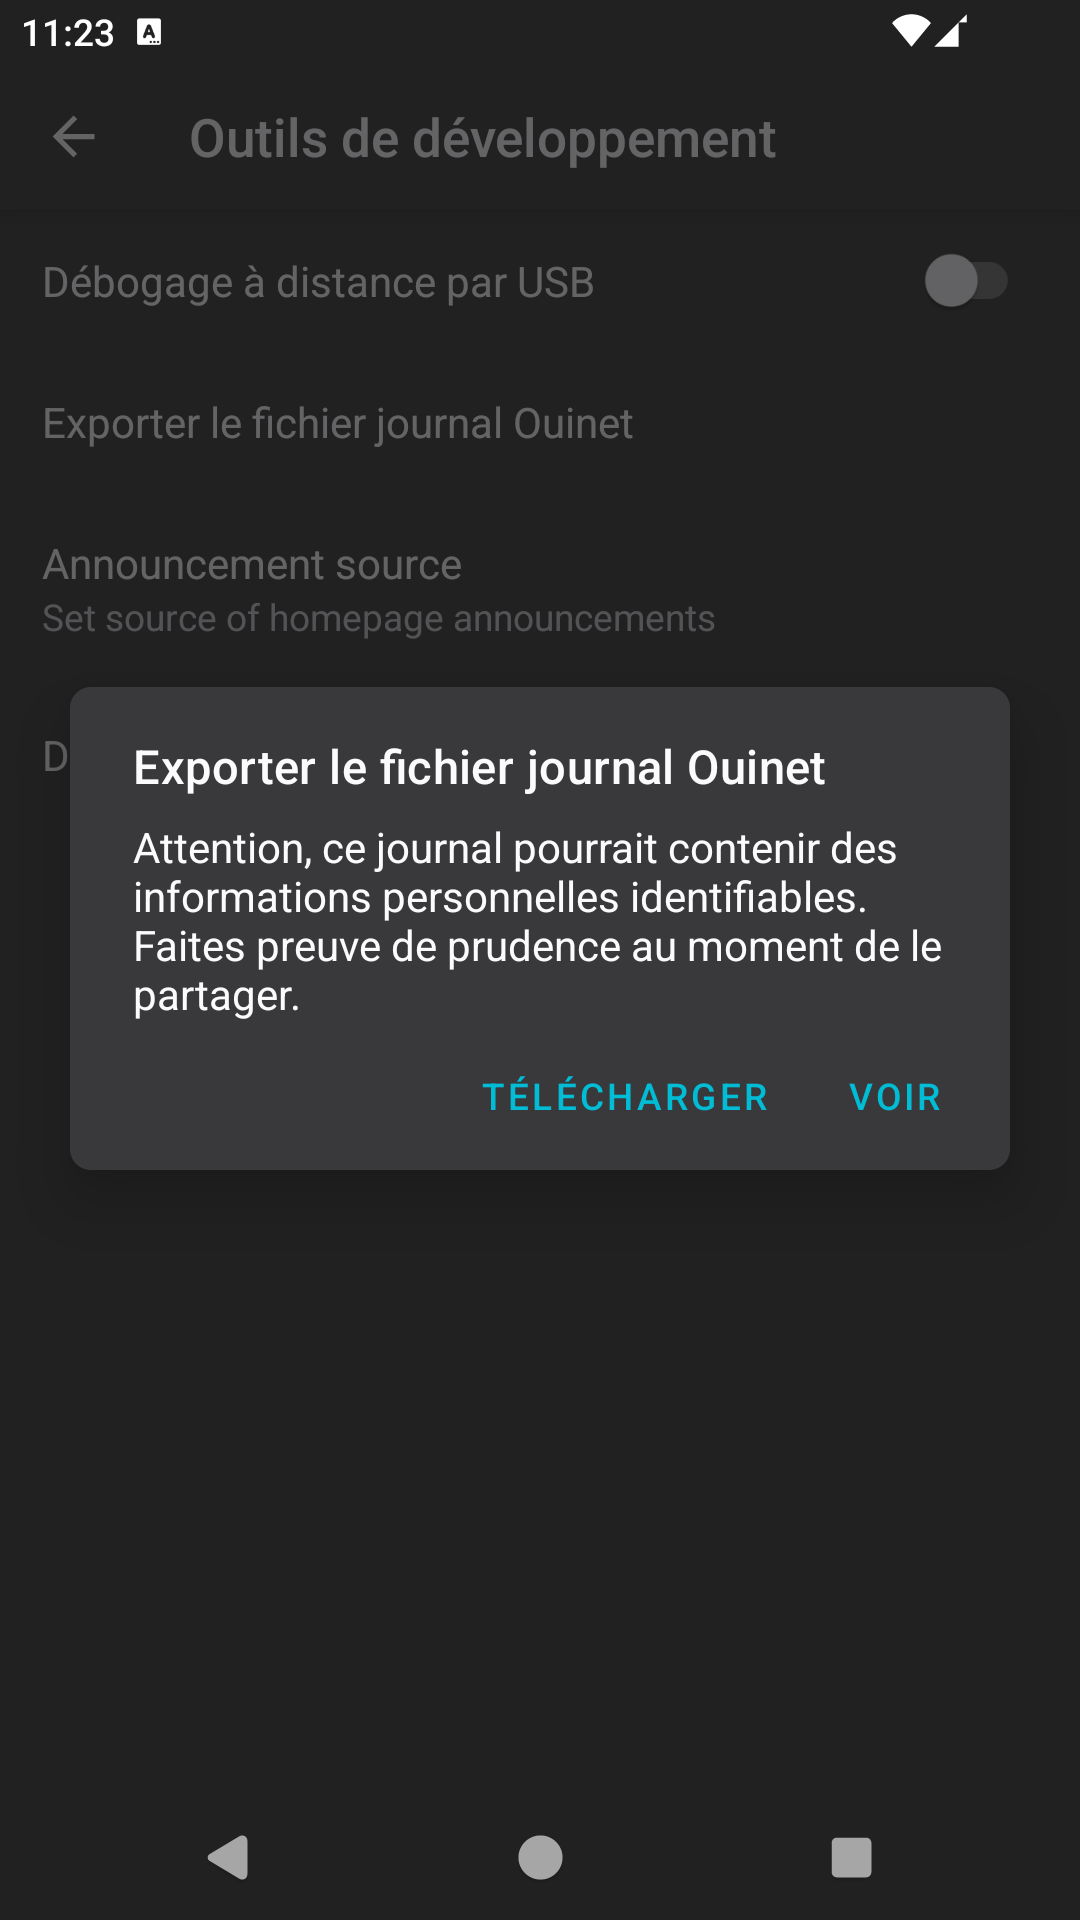 11:23
Outils de développement
Débogage à distance par USB
Exporter le fichier journal Ouinet
Announcement source
Set source of homepage announcements
D
Exporter le fichier journal Ouinet
Attention, ce journal pourrait contenir des
informations personnelles identifiables.
Faites preuve de prudence au moment de le
partager.
TÉLÉCHARGER
VOIR